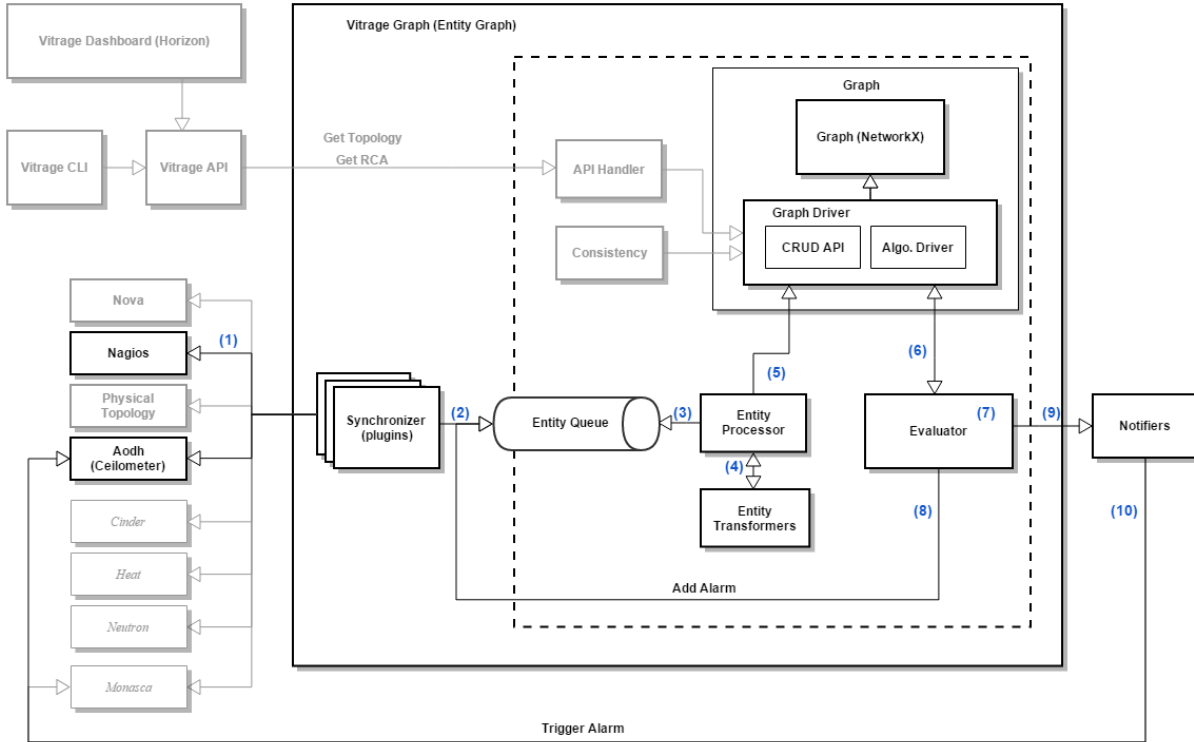 Vitrage Dashboard (Horizon)
Vitrage Graph (Entity Graph)
Graph
Graph (NetworkX)
Vitrage CLI
Vitrage API
Get Topology
Get RCA
API Handler
Graph Driver
CRUD API
Algo. Driver
Consistency
Nova
(1)
Nagios
(6)
(5)
Physical
Topology
Synchronizer
(plugins)
(2)
Entity Queue
(3)
Entity
Processor
(7)
Evaluator
(9)
Notifiers
Aodh
(Ceilometer)
(4)
Entity
Transformers
(8)
(10)
Cinder
Heat
Add Alarm
Neutron
Monasca
Trigger Alarm